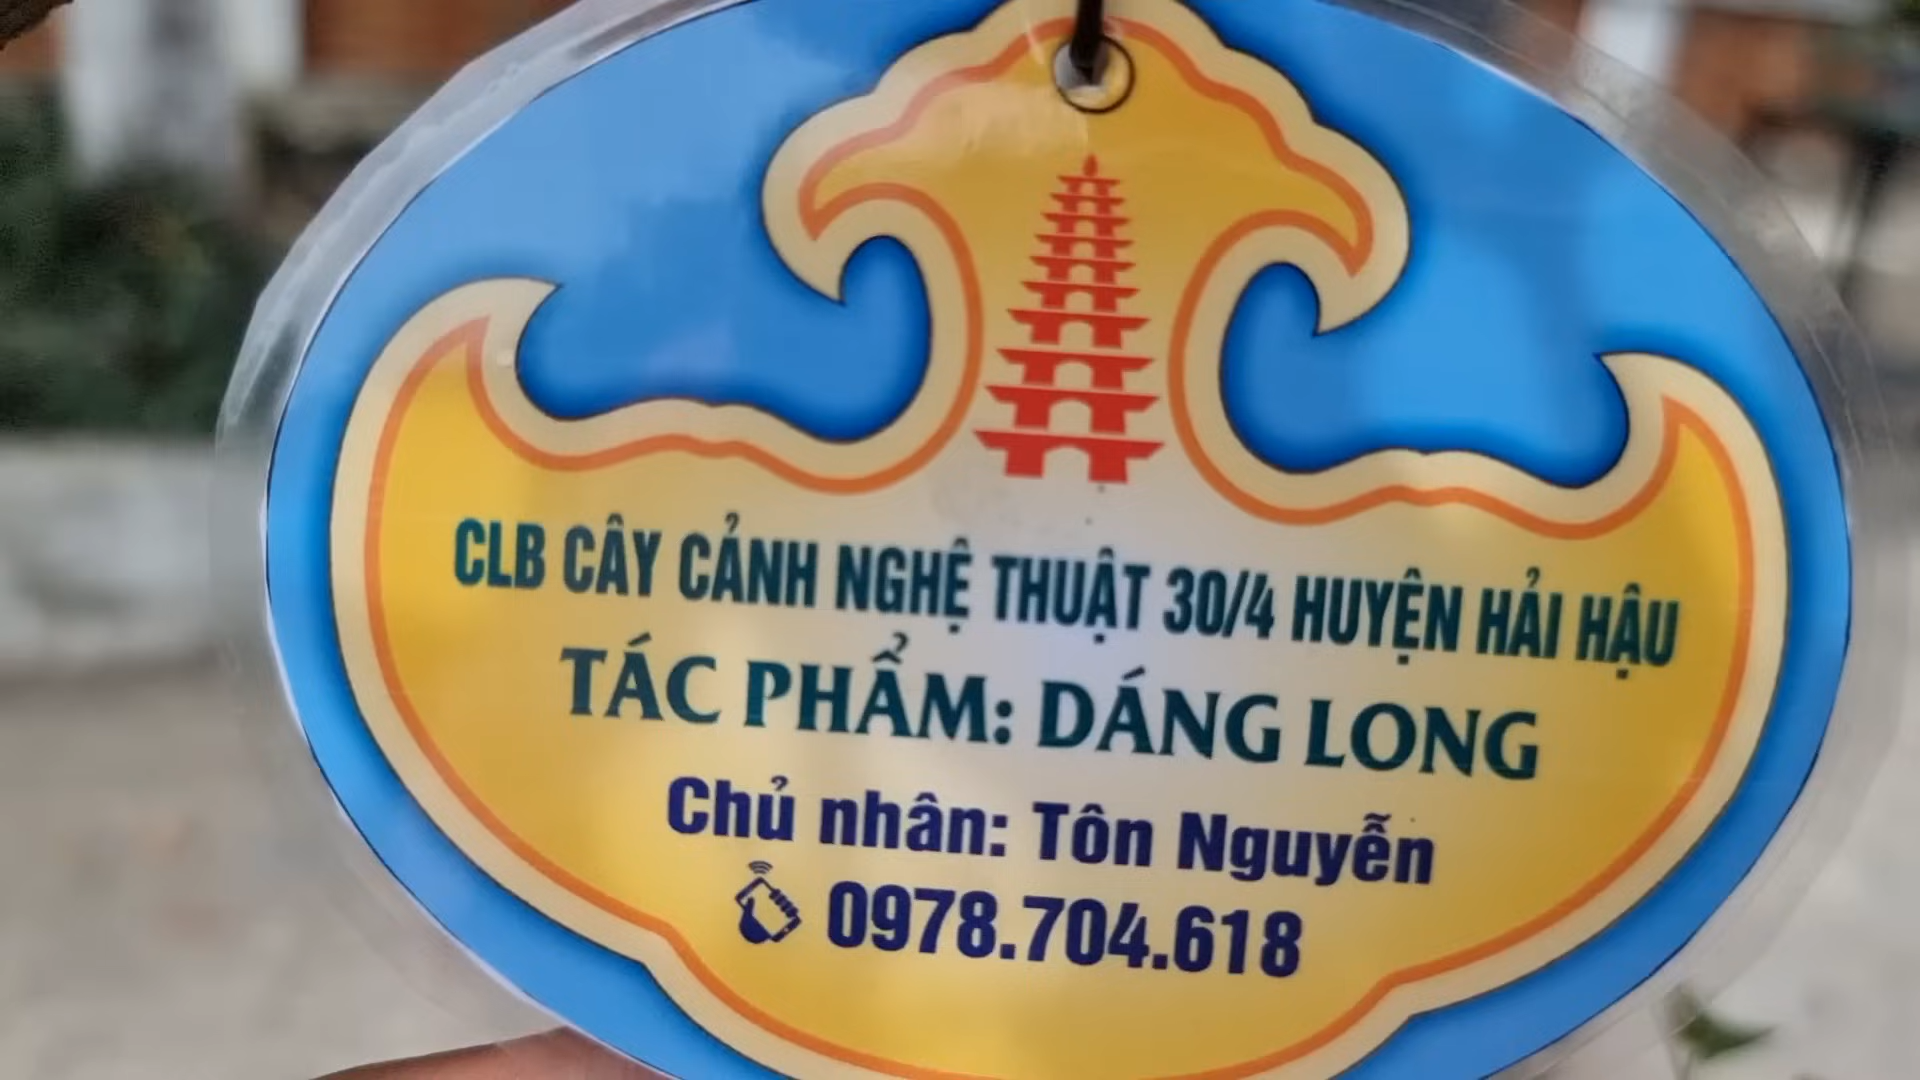 CLB CÂY CẢNH NGHỆ THUẬT 30/4 HUYỆN HẢI HẬU
TÁC PHẨM: DÁNG LONG
Chủ nhân: Tôn Nguyễn
0978.704.618